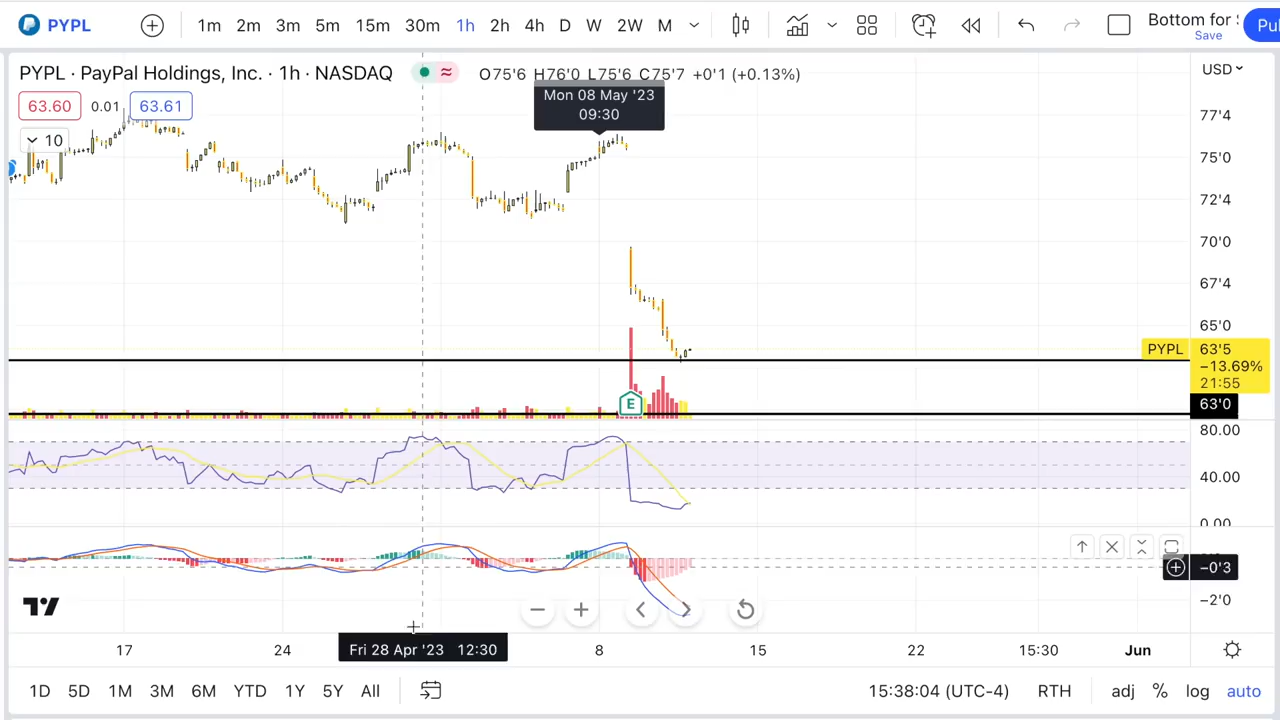 PYPL 1m 2m 3m 5m 15m 30m 1h 2h 4h D W 2W M Bottom for
Save
PYPL · PayPal Holdings, Inc. · 1h · NASDAQ O75'6 H76'0 L75'6 C75'7 +0'1 (+0.13%) USD
63.60 0.01 63.61
Mon 08 May '23
09:30
10
77'4
75'0
72'4
70'0
67'4
65'0
PYPL 63'5
−13.69%
21:55
63'0
E
80.00
40.00
0.00
−0'3
−2'0
17 24 Fri 28 Apr '23 12:30 8 15 22 15:30 Jun
1D 5D 1M 3M 6M YTD 1Y 5Y All 15:38:04 (UTC-4) RTH adj % log auto